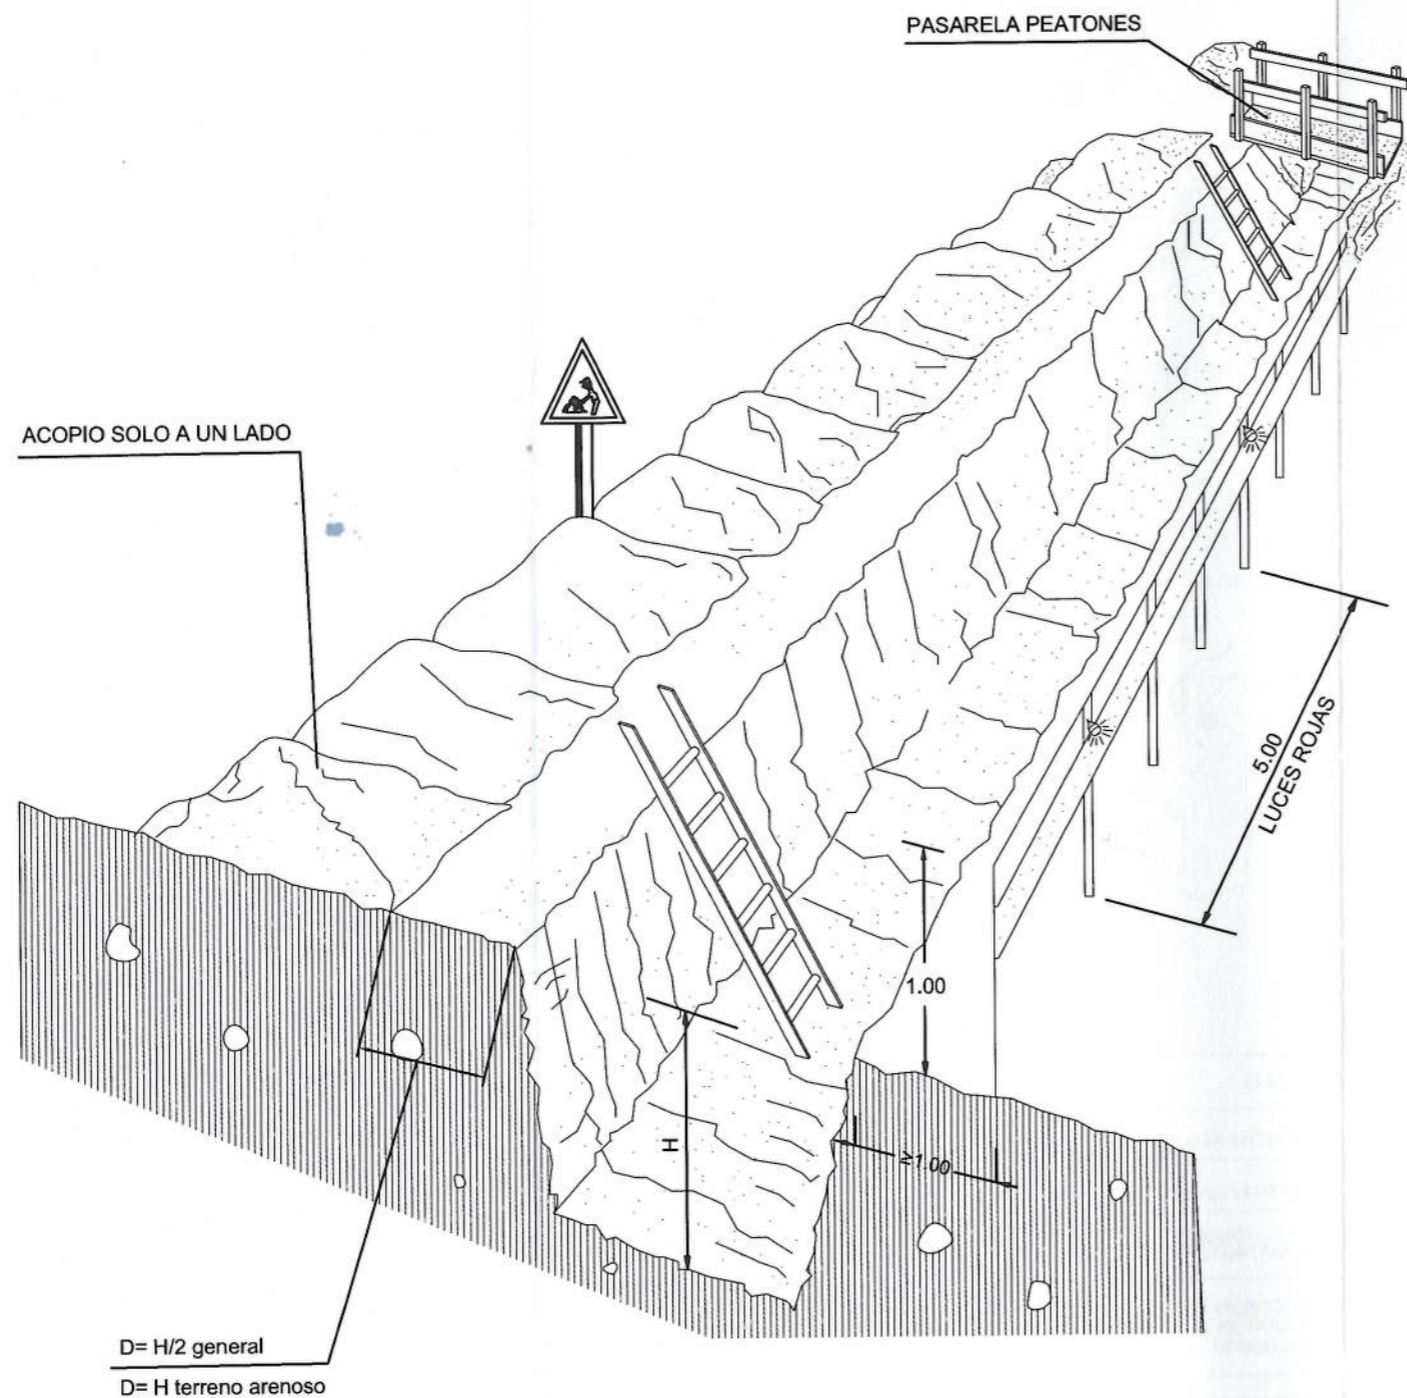 PASARELA PEATONES
ACOPIO SOLO A UN LADO
5.00
LUCES ROJAS
1.00
H
≥1.00
D= H/2 general
D= H terreno arenoso